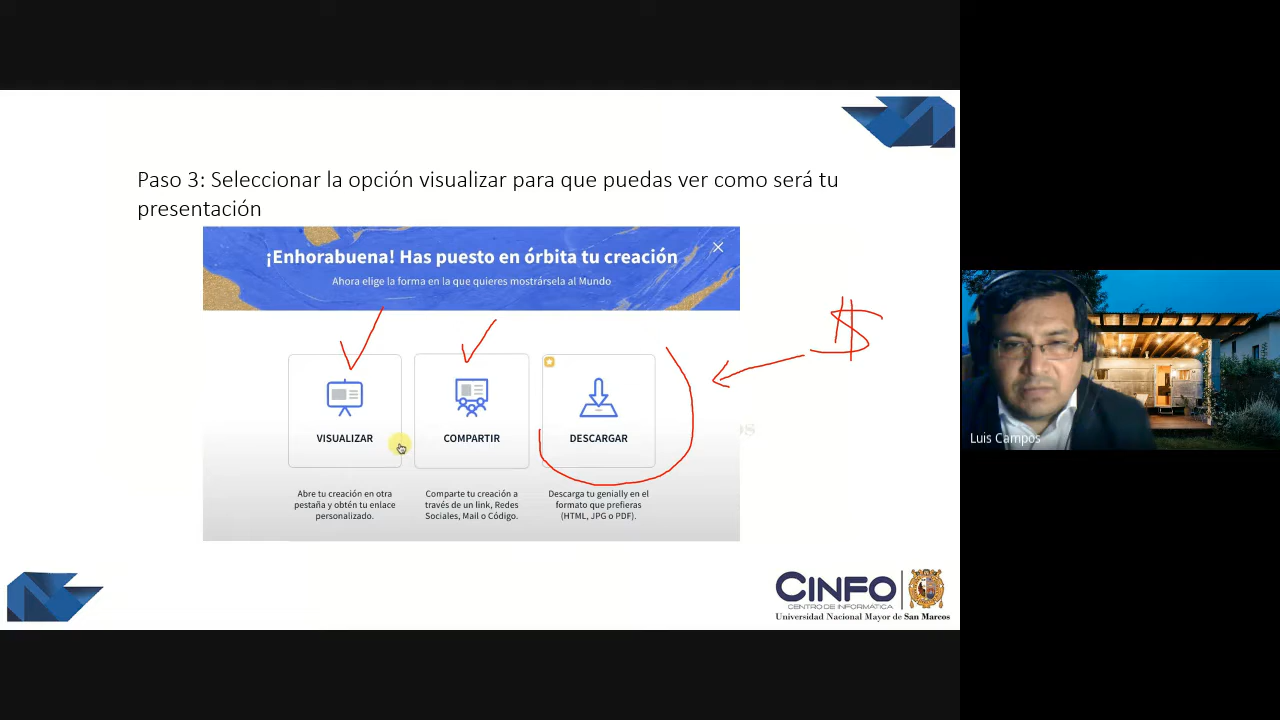 Paso 3: Seleccionar la opción visualizar para que puedas ver como será tu
presentación
¡Enhorabuena! Has puesto en órbita tu creación
Ahora elige la forma en la que quieres mostrársela al Mundo
$
VISUALIZAR
COMPARTIR
DESCARGAR
Abre tu creación en otra
pestaña y obtén tu enlace
personalizado.
Comparte tu creación a
través de un link, Redes
Sociales, Mail o Código.
Descarga tu genially en el
formato que prefieras
(HTML, JPG o PDF).
Luis Campos
CINFO
CENTRO DE INFORMÁTICA
Universidad Nacional Mayor de San Marcos